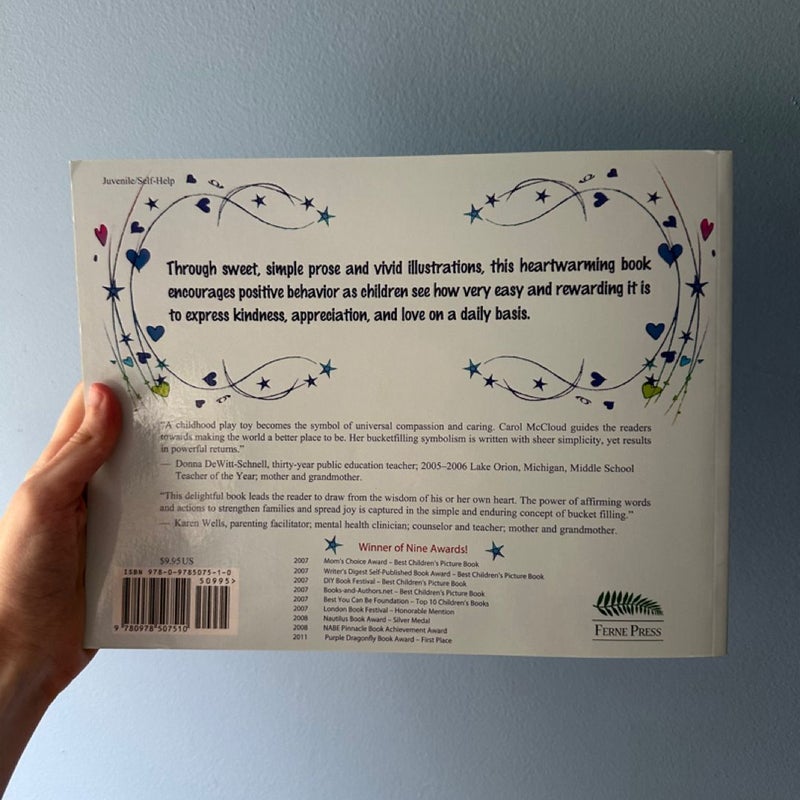 Juvenile/Self-Help
Through sweet, simple prose and vivid illustrations, this heartwarming book
encourages positive behavior as children see how very easy and rewarding it is
to express kindness, appreciation, and love on a daily basis.
"A childhood play toy becomes the symbol of universal compassion and caring. Carol McCloud guides the readers
towards making the world a better place to be. Her bucketfilling symbolism is written with sheer simplicity, yet results
in powerful returns."
— Donna DeWitt-Schnell, thirty-year public education teacher; 2005–2006 Lake Orion, Michigan, Middle School
Teacher of the Year; mother and grandmother.
"This delightful book leads the reader to draw from the wisdom of his or her own heart. The power of affirming words
and actions to strengthen families and spread joy is captured in the simple and enduring concept of bucket filling."
— Karen Wells, parenting facilitator; mental health clinician; counselor and teacher; mother and grandmother.
Winner of Nine Awards!
2007 Mom's Choice Award – Best Children's Picture Book
2007 Writer's Digest Self-Published Book Award – Best Children's Picture Book
2007 DIY Book Festival – Best Children's Picture Book
2007 Books-and-Authors.net – Best Children's Picture Book
2007 Best You Can Be Foundation – Top 10 Children's Books
2007 London Book Festival – Honorable Mention
2008 Nautilus Book Award – Silver Medal
2008 NABE Pinnacle Book Achievement Award
2011 Purple Dragonfly Book Award – First Place
$9.95 US
ISBN 978-0-9785075-1-0
50995>
9 780978 507510
FERNE PRESS